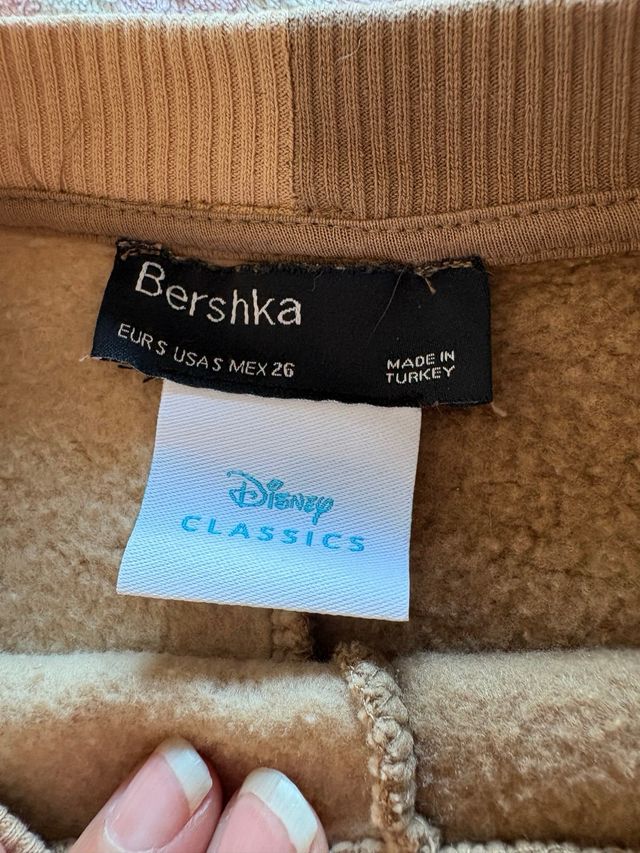 Bershka
EUR S USA S MEX 26
MADE IN
TURKEY
Disney
CLASSICS